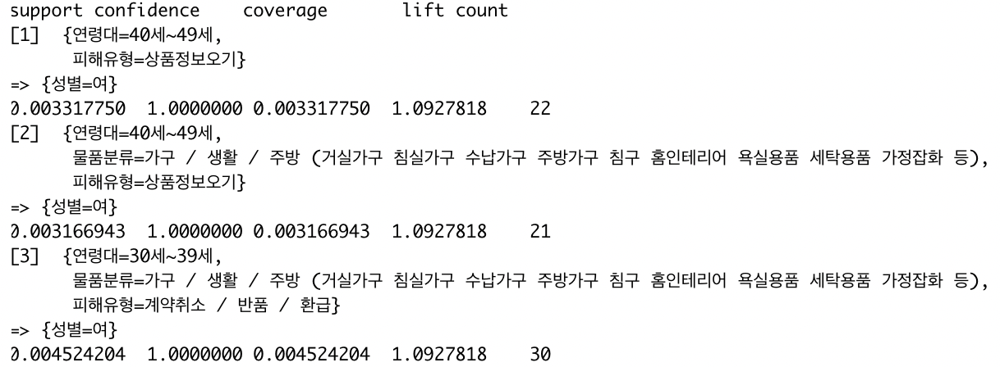 support confidence coverage lift count
[1] {연령대=40세~49세,
피해유형=상품정보오기}
=> {성별=여}
0.003317750 1.0000000 0.003317750 1.0927818 22
[2] {연령대=40세~49세,
물품분류=가구 / 생활 / 주방 (거실가구 침실가구 수납가구 주방가구 침구 홈인테리어 욕실용품 세탁용품 가정잡화 등),
피해유형=상품정보오기}
=> {성별=여}
0.003166943 1.0000000 0.003166943 1.0927818 21
[3] {연령대=30세~39세,
물품분류=가구 / 생활 / 주방 (거실가구 침실가구 수납가구 주방가구 침구 홈인테리어 욕실용품 세탁용품 가정잡화 등),
피해유형=계약취소 / 반품 / 환급}
=> {성별=여}
0.004524204 1.0000000 0.004524204 1.0927818 30